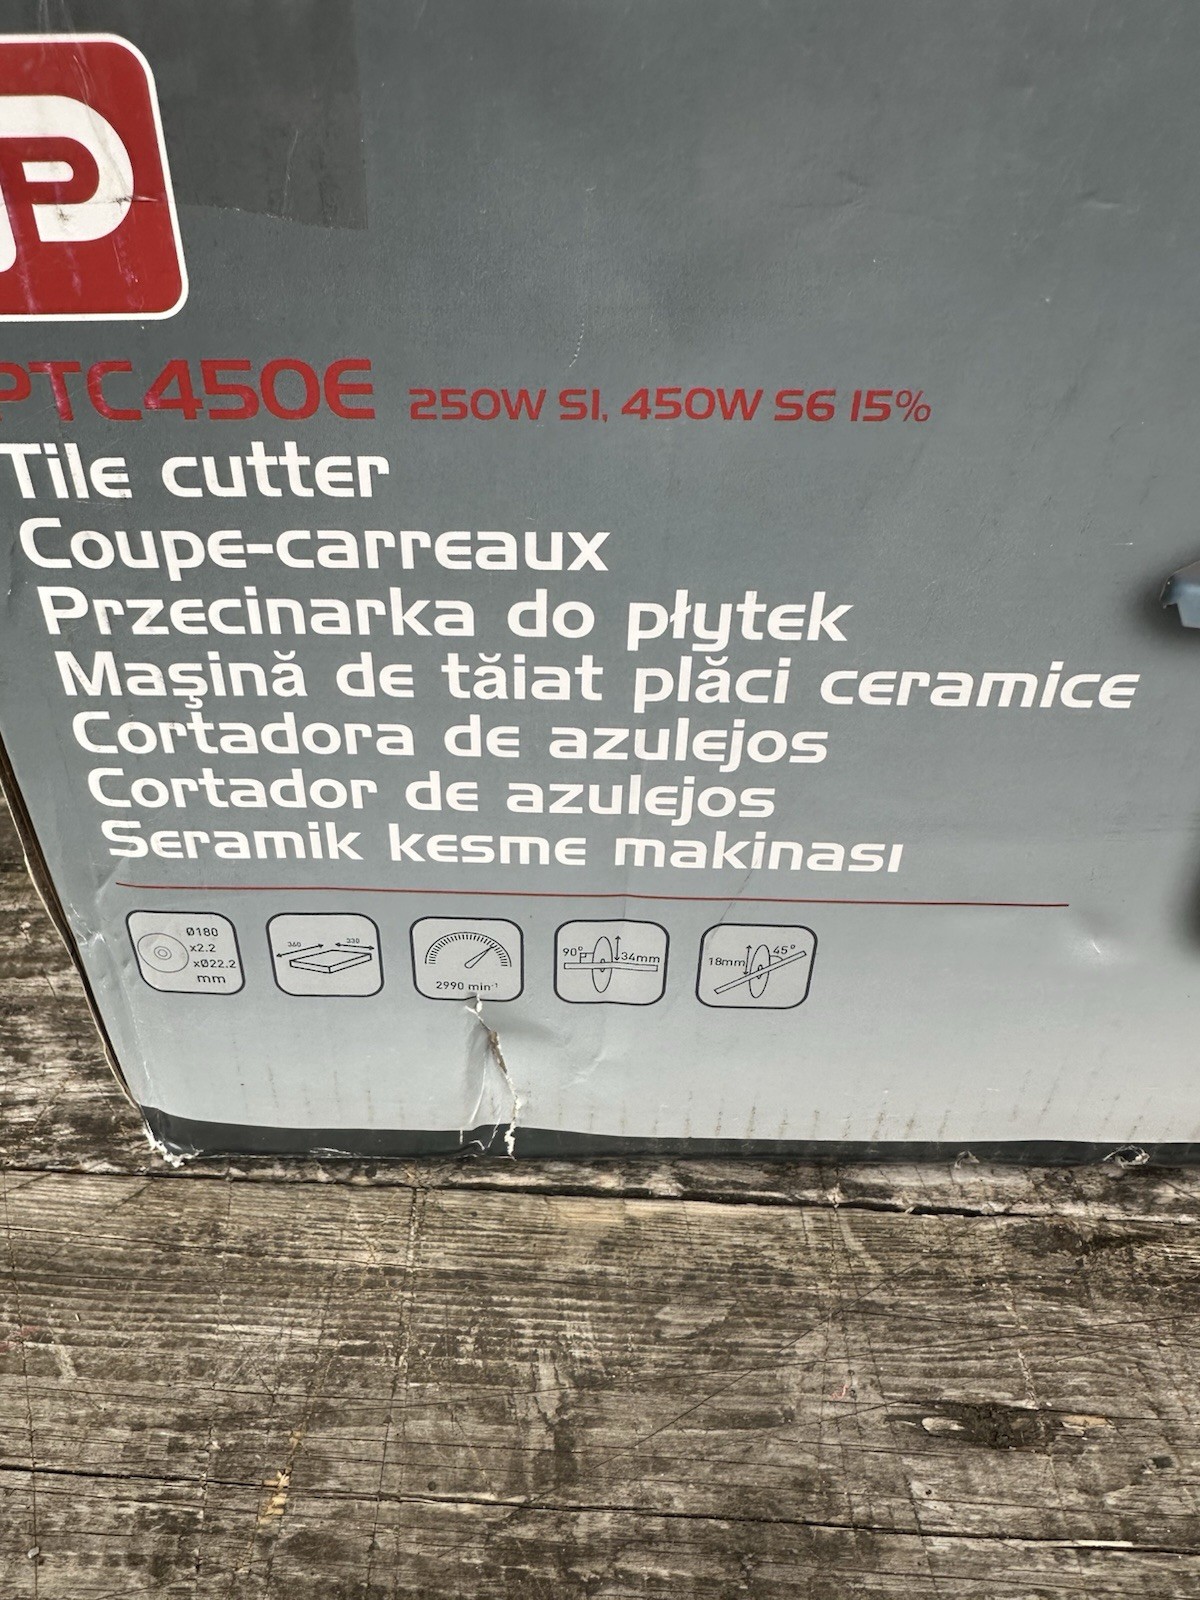 P
PTC450E 250W S1, 450W S6 15%
Tile cutter
Coupe-carreaux
Przecinarka do płytek
Maşină de tăiat plăci ceramice
Cortadora de azulejos
Cortador de azulejos
Seramik kesme makinası
Ø180
x2.2
xØ22.2
mm
360 330
2990 min⁻¹
90° 34mm
18mm 45°